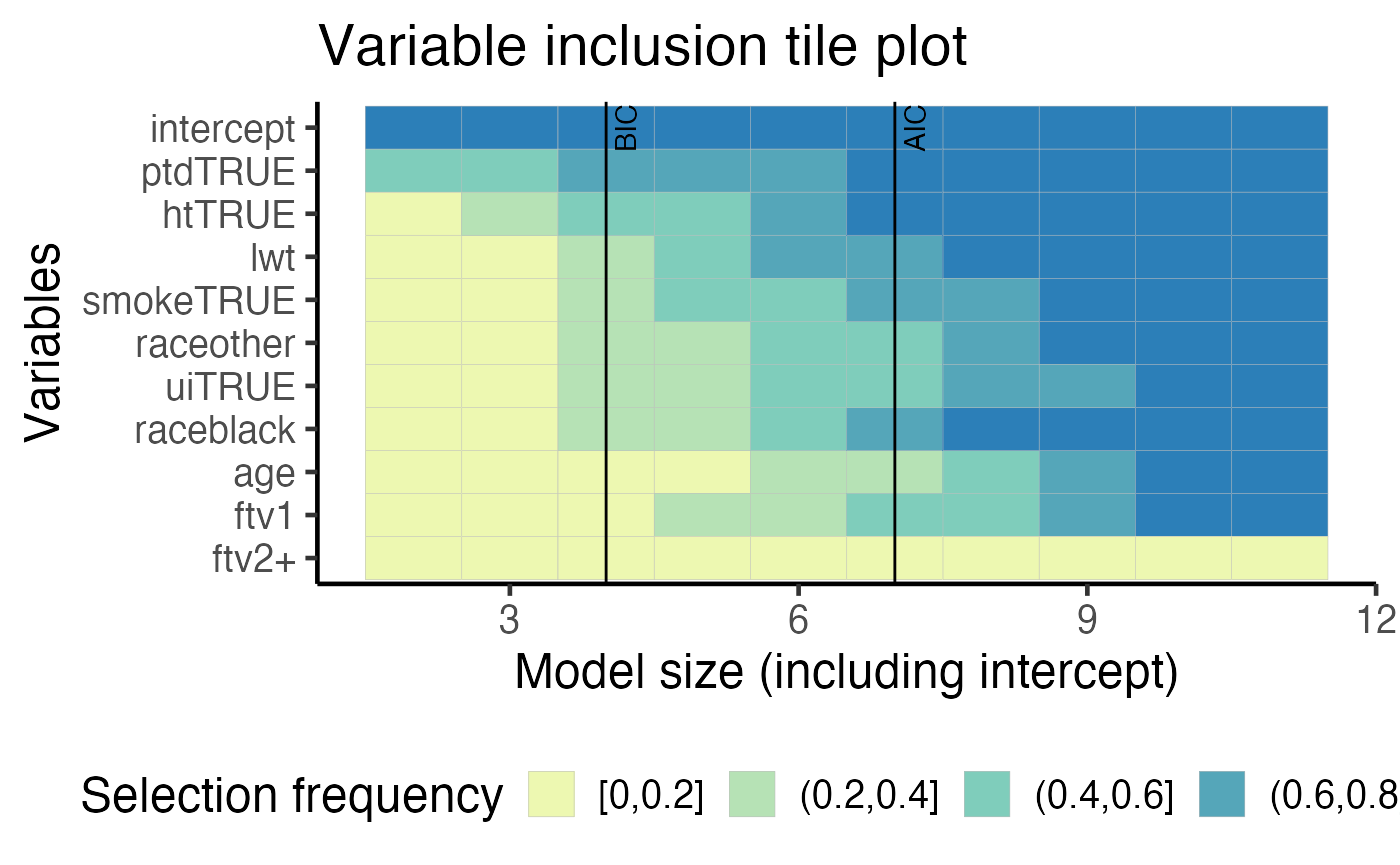 Variable inclusion tile plot
BIC
AIC
intercept
ptdTRUE
htTRUE
lwt
smokeTRUE
raceother
uiTRUE
raceblack
age
ftv1
ftv2+
Variables
3 6 9 12
Model size (including intercept)
Selection frequency [0,0.2] (0.2,0.4] (0.4,0.6] (0.6,0.8